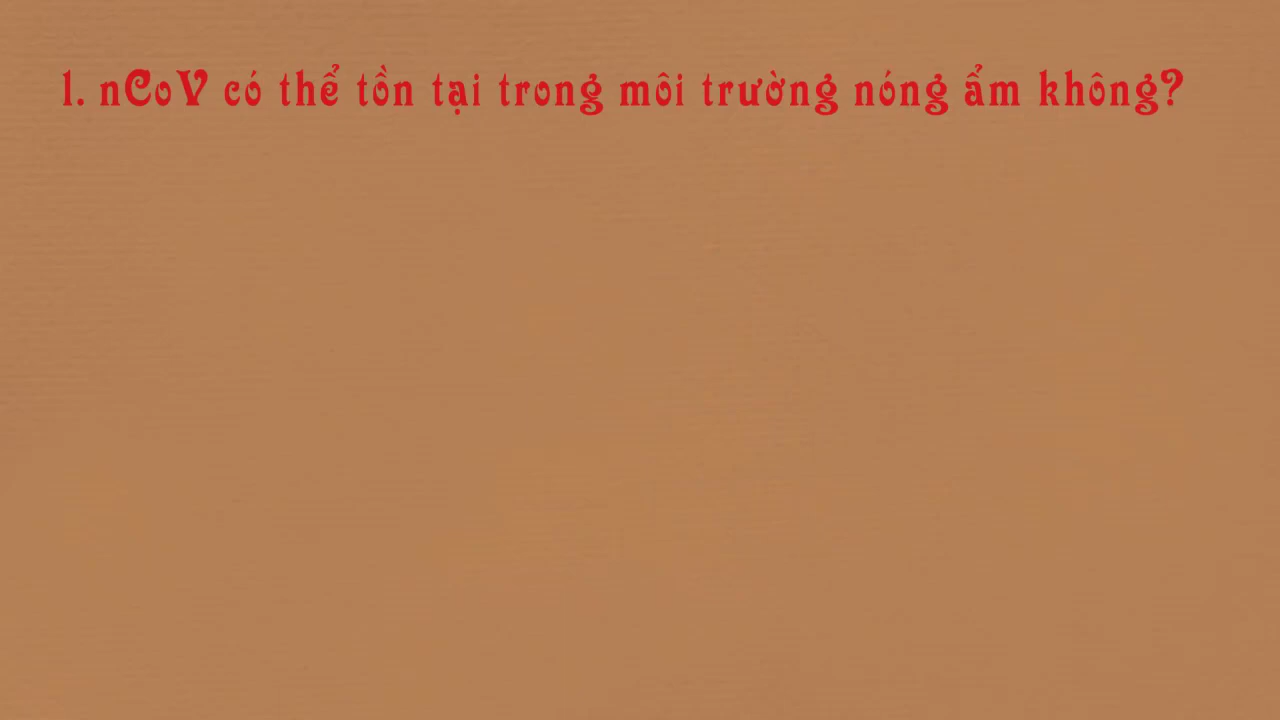 1. nCoV có thể tồn tại trong môi trường nóng ẩm không?